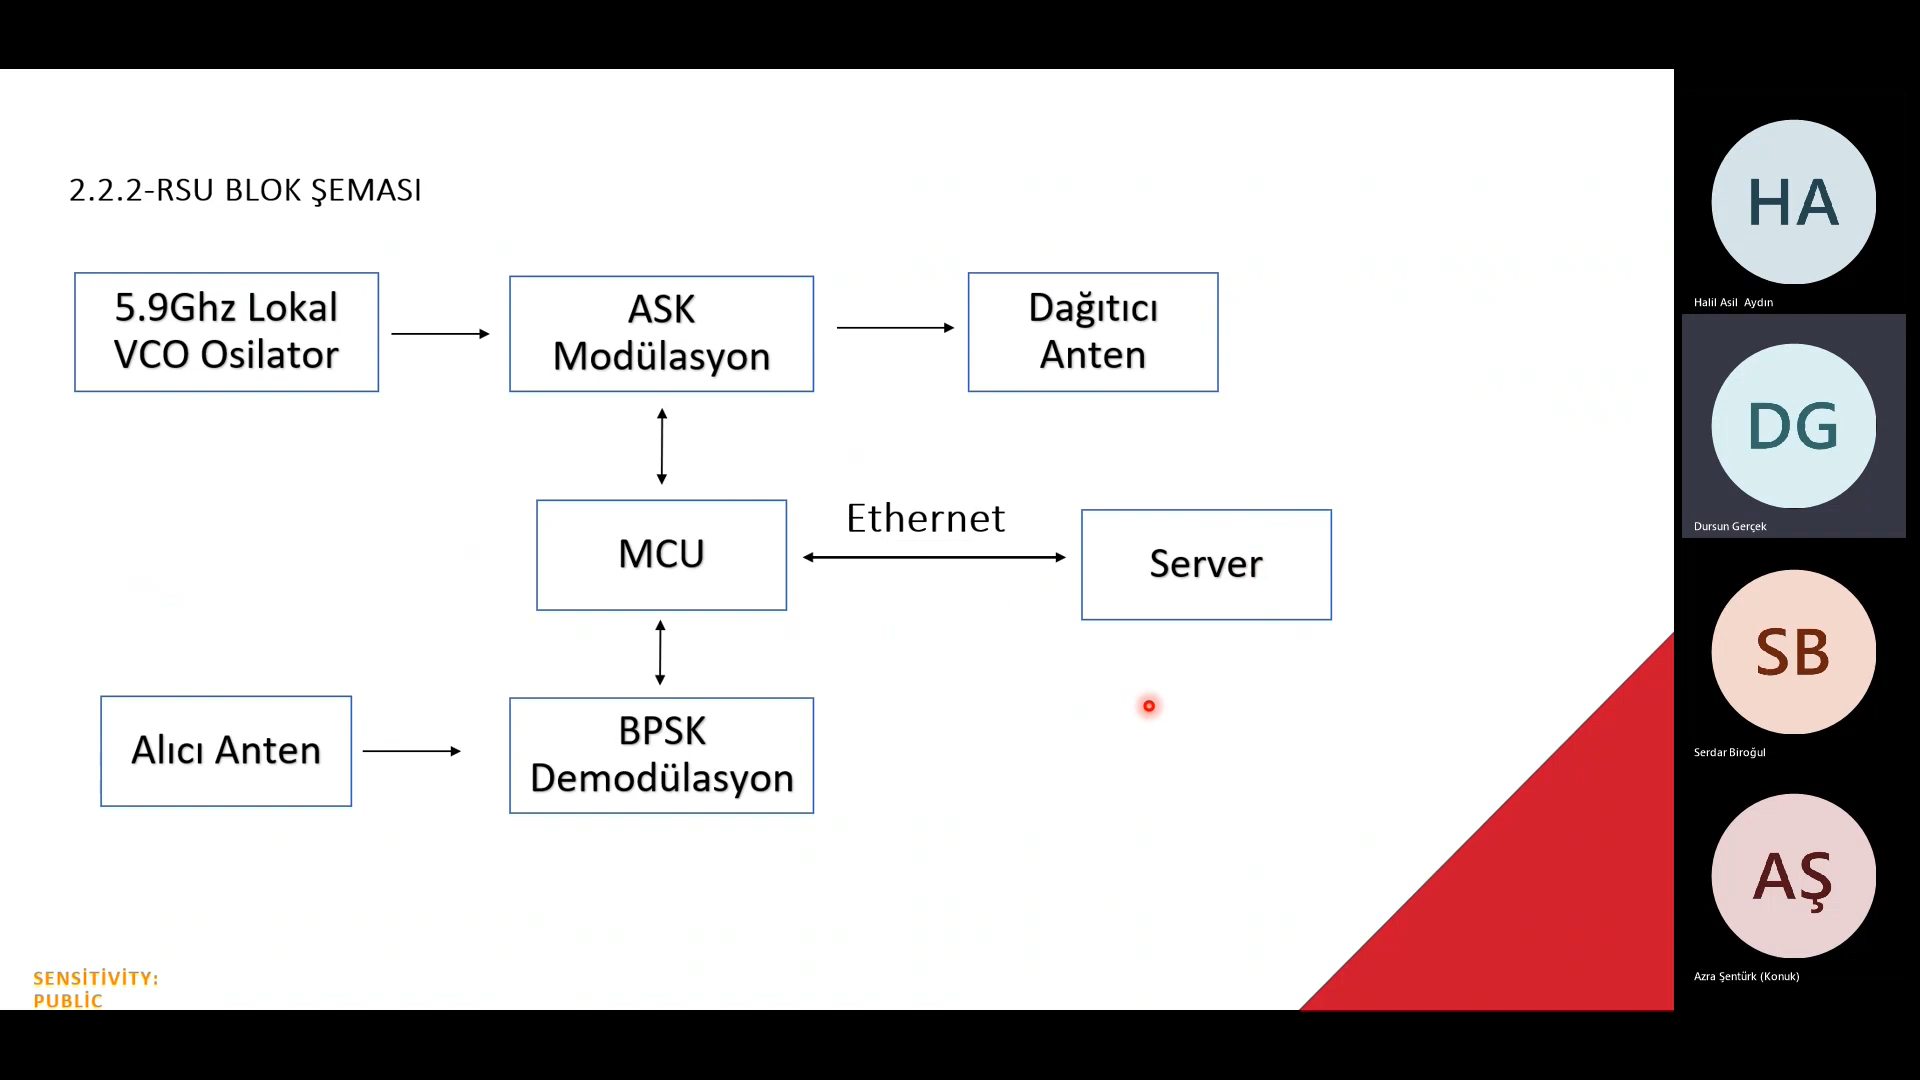 2.2.2-RSU BLOK ŞEMASI
5.9Ghz Lokal
VCO Osilator
ASK
Modülasyon
Dağıtıcı
Anten
MCU
Ethernet
Server
Alıcı Anten
BPSK
Demodülasyon
SENSİTİVİTY:
PUBLİC
HA
Halil Asil Aydın
DG
Dursun Gerçek
SB
Serdar Biroğul
AŞ
Azra Şentürk (Konuk)